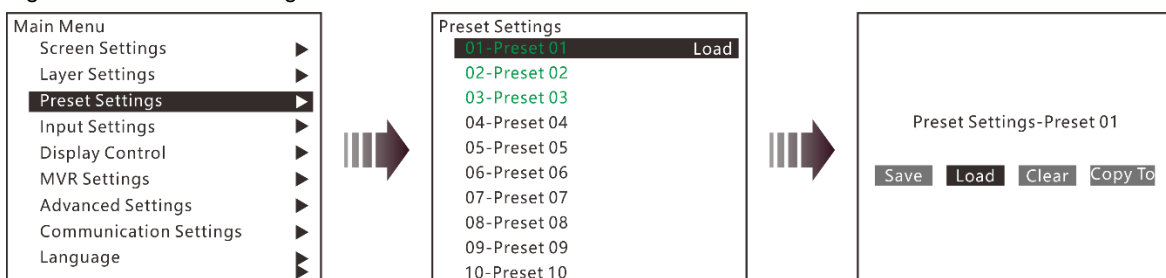 Main Menu
Screen Settings
Layer Settings
Preset Settings
Input Settings
Display Control
MVR Settings
Advanced Settings
Communication Settings
Language
Preset Settings
01-Preset 01 Load
02-Preset 02
03-Preset 03
04-Preset 04
05-Preset 05
06-Preset 06
07-Preset 07
08-Preset 08
09-Preset 09
10-Preset 10
Preset Settings-Preset 01
Save Load Clear Copy To